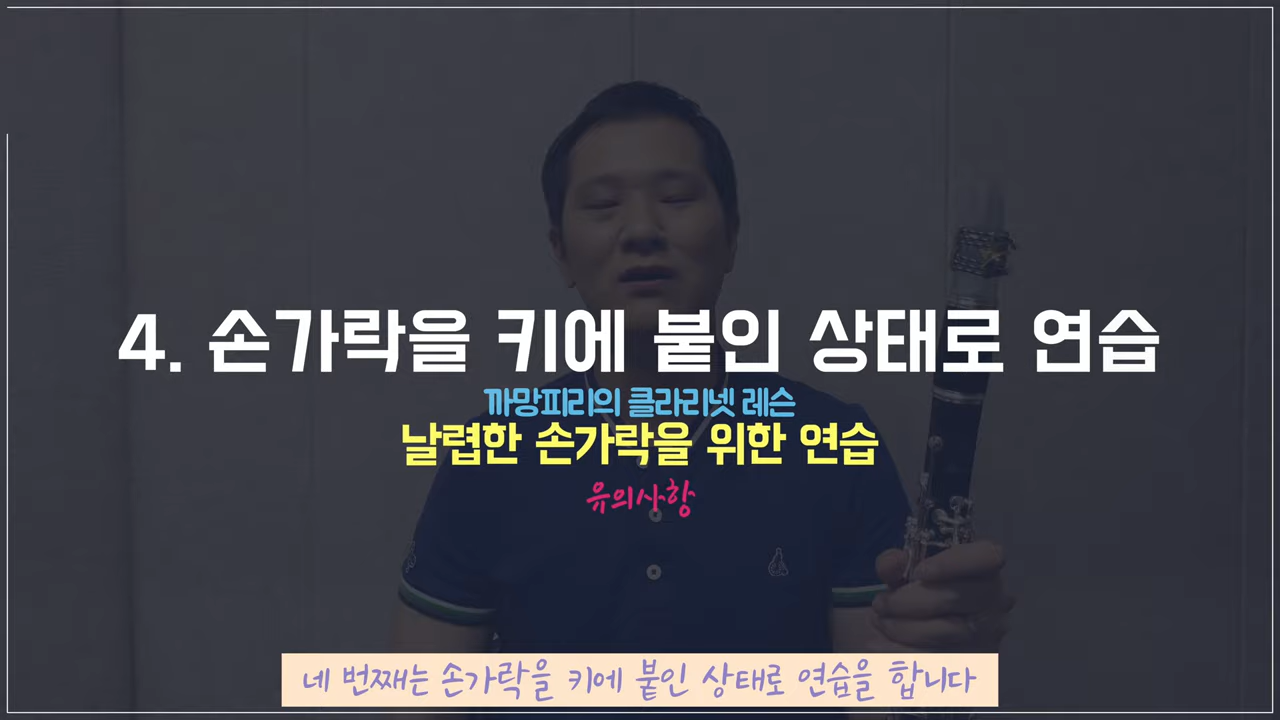 4. 손가락을 키에 붙인 상태로 연습
까망피리의 클라리넷 레슨
날렵한 손가락을 위한 연습
유의사항
네 번째는 손가락을 키에 붙인 상태로 연습을 합니다